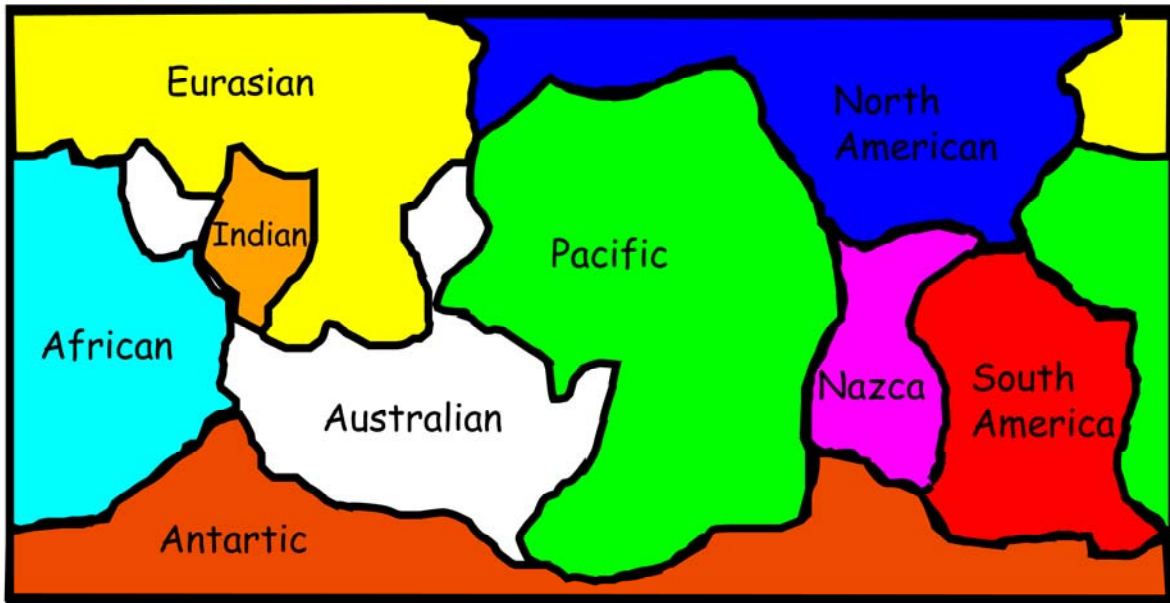 Eurasian
North
American
Indian
Pacific
African
Nazca
South
America
Australian
Antartic